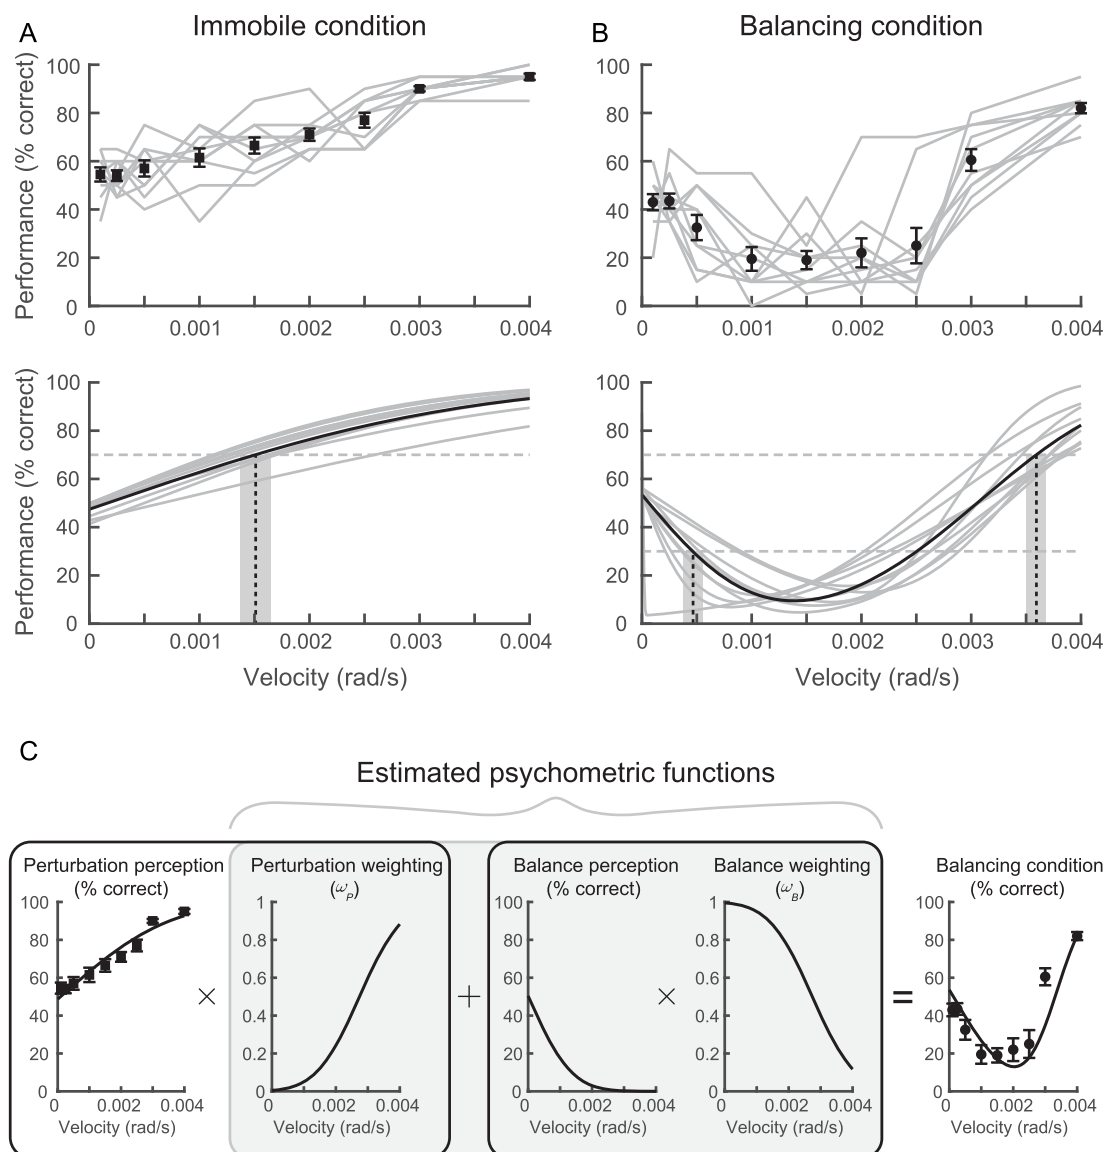 A
Immobile condition
B
Balancing condition
Performance (% correct)
100
80
60
40
20
0
0 0.001 0.002 0.003 0.004
100
80
60
40
20
0
0 0.001 0.002 0.003 0.004
Performance (% correct)
100
80
60
40
20
0
0 0.001 0.002 0.003 0.004
Velocity (rad/s)
100
80
60
40
20
0
0 0.001 0.002 0.003 0.004
Velocity (rad/s)
C
Estimated psychometric functions
Perturbation perception
(% correct)
100
80
60
40
20
0
0 0.002 0.004
Velocity (rad/s)
×
Perturbation weighting
(ωP)
1
0.8
0.6
0.4
0.2
0
0 0.002 0.004
Velocity (rad/s)
+
Balance perception
(% correct)
100
80
60
40
20
0
0 0.002 0.004
Velocity (rad/s)
×
Balance weighting
(ωB)
1
0.8
0.6
0.4
0.2
0
0 0.002 0.004
Velocity (rad/s)
=
Balancing condition
(% correct)
100
80
60
40
20
0
0 0.002 0.004
Velocity (rad/s)